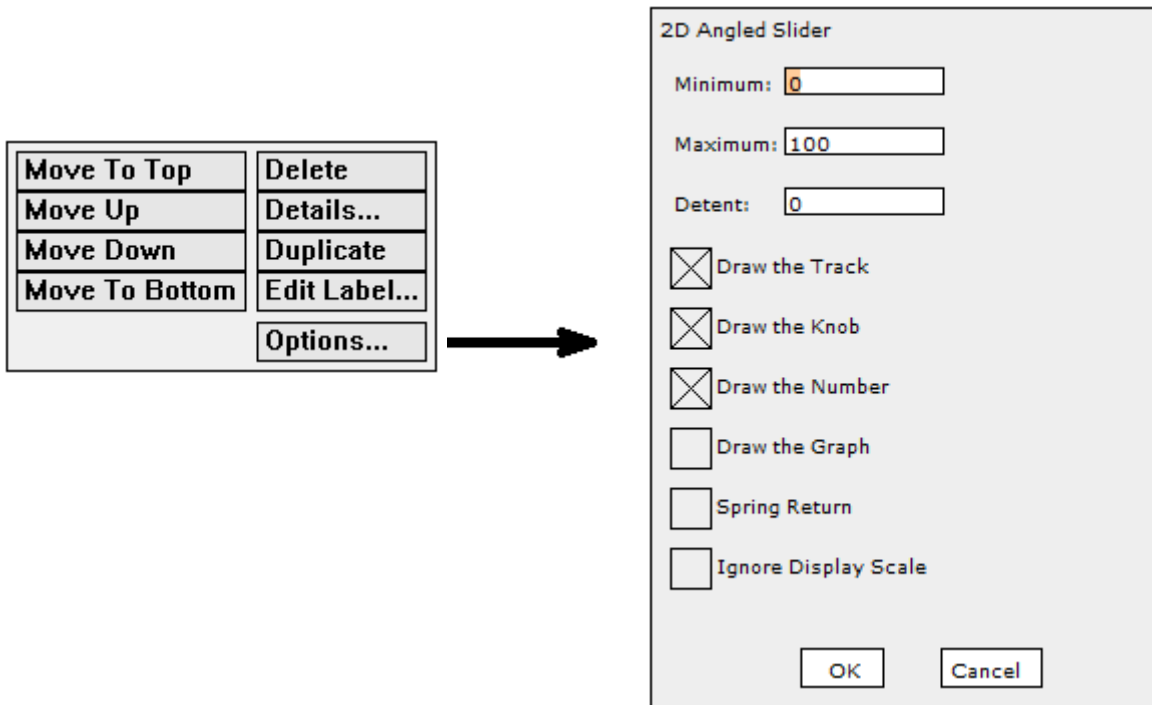 Move To Top
Move Up
Move Down
Move To Bottom
Delete
Details...
Duplicate
Edit Label...
Options...
2D Angled Slider
Minimum: 0
Maximum: 100
Detent: 0
Draw the Track
Draw the Knob
Draw the Number
Draw the Graph
Spring Return
Ignore Display Scale
OK Cancel